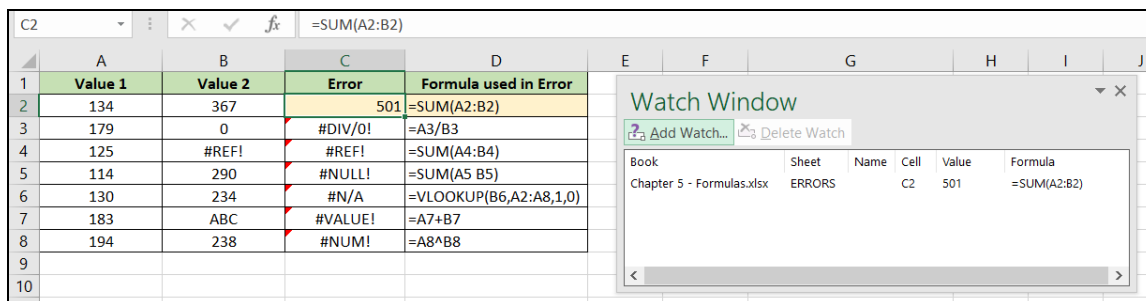 C2 fx =SUM(A2:B2)
A B C D E F G H I J
1 Value 1 Value 2 Error Formula used in Error
2 134 367 501 =SUM(A2:B2)
3 179 0 #DIV/0! =A3/B3
4 125 #REF! #REF! =SUM(A4:B4)
5 114 290 #NULL! =SUM(A5 B5)
6 130 234 #N/A =VLOOKUP(B6,A2:A8,1,0)
7 183 ABC #VALUE! =A7+B7
8 194 238 #NUM! =A8^B8
9
10
Watch Window
Add Watch... Delete Watch
Book Sheet Name Cell Value Formula
Chapter 5 - Formulas.xlsx ERRORS C2 501 =SUM(A2:B2)